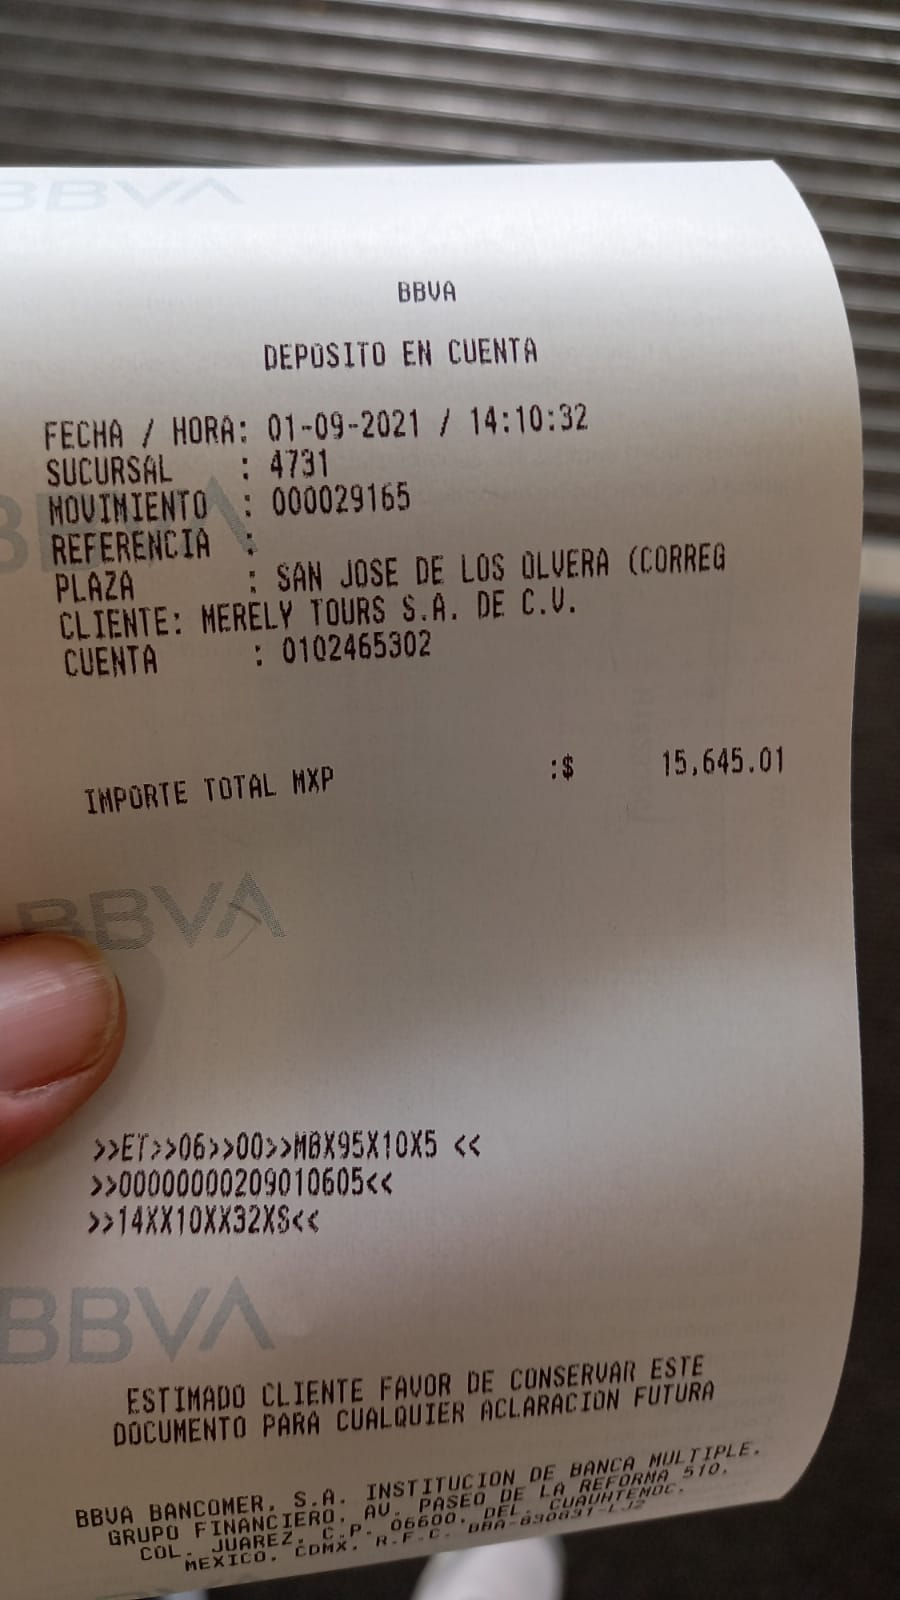 BBVA
BBVA
DEPOSITO EN CUENTA
FECHA / HORA: 01-09-2021 / 14:10:32
SUCURSAL : 4731
MOVIMIENTO : 000029165
REFERENCIA :
PLAZA : SAN JOSE DE LOS OLVERA (CORREG
CLIENTE: MERELY TOURS S.A. DE C.V.
CUENTA : 0102465302
IMPORTE TOTAL MXP :$ 15,645.01
BBVA
>>ET>>06>>00>>MBX95X10X5 <<
>>00000000209010605<<
>>14XX10XX32XS<<
BBVA
ESTIMADO CLIENTE FAVOR DE CONSERVAR ESTE
DOCUMENTO PARA CUALQUIER ACLARACION FUTURA
BBVA BANCOMER, S.A. INSTITUCION DE BANCA MULTIPLE,
GRUPO FINANCIERO. AV. PASEO DE LA REFORMA 510,
COL. JUAREZ, C.P. 06600, DEL. CUAUHTEMOC,
MEXICO, CDMX. R.F.C. BBA-830831-LJ2